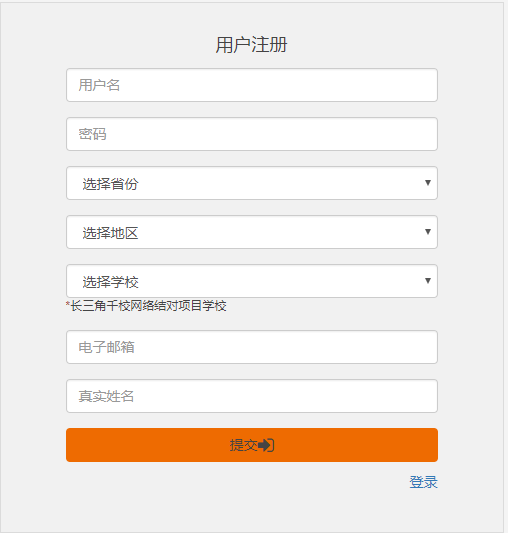 用户注册
用户名
密码
选择省份
选择地区
选择学校
*长三角千校网络结对项目学校
电子邮箱
真实姓名
提交
登录